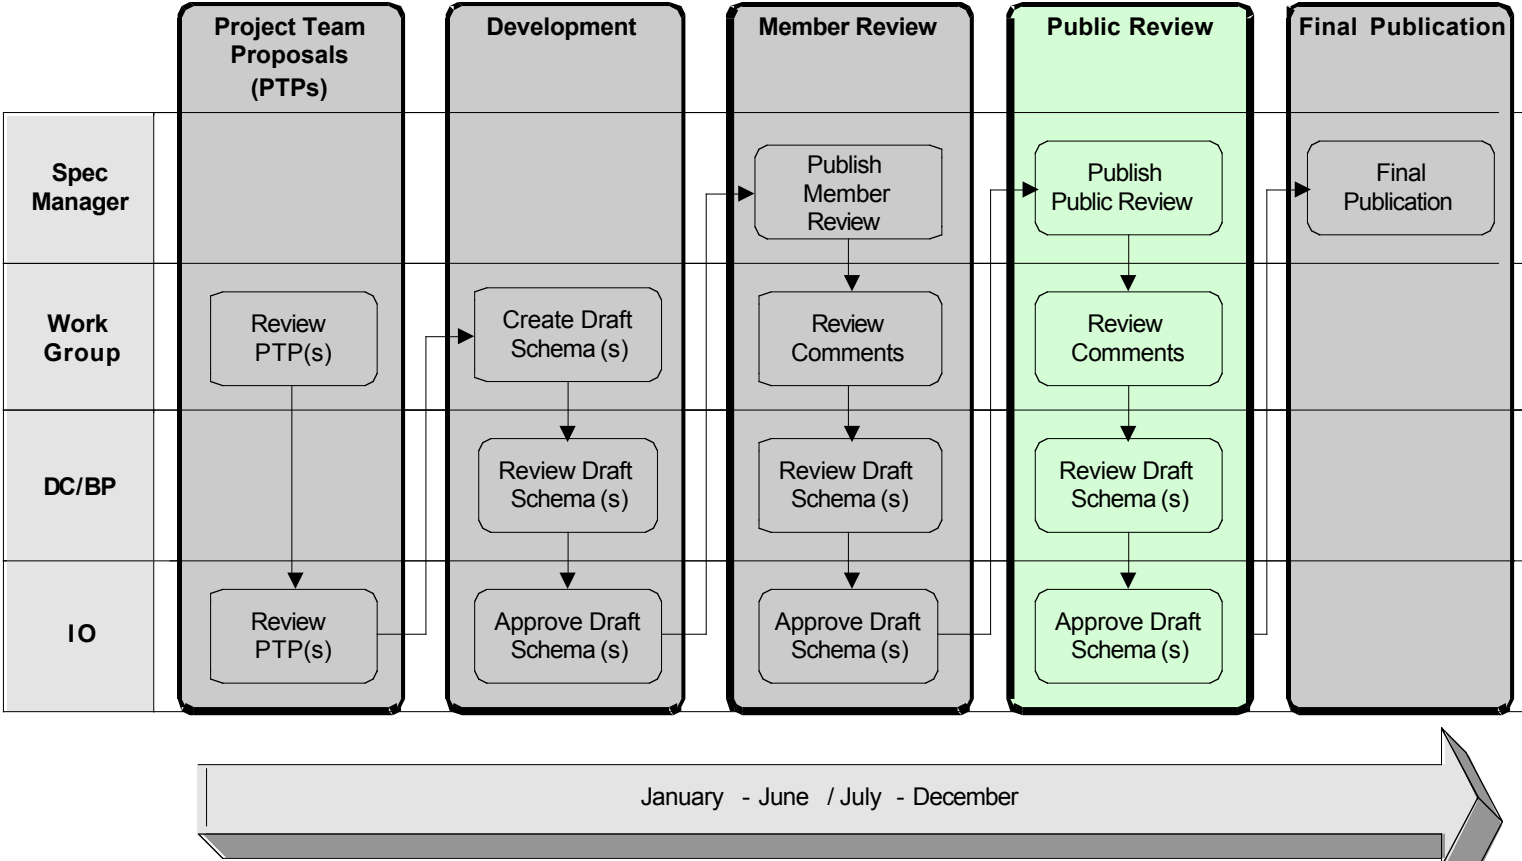 Project Team
Proposals
(PTPs)
Development
Member Review
Public Review
Final Publication
Spec
Manager
Publish
Member
Review
Publish
Public Review
Final
Publication
Work
Group
Review
PTP(s)
Create Draft
Schema (s)
Review
Comments
Review
Comments
DC/BP
Review Draft
Schema (s)
Review Draft
Schema (s)
Review Draft
Schema (s)
IO
Review
PTP(s)
Approve Draft
Schema (s)
Approve Draft
Schema (s)
Approve Draft
Schema (s)
January - June / July - December